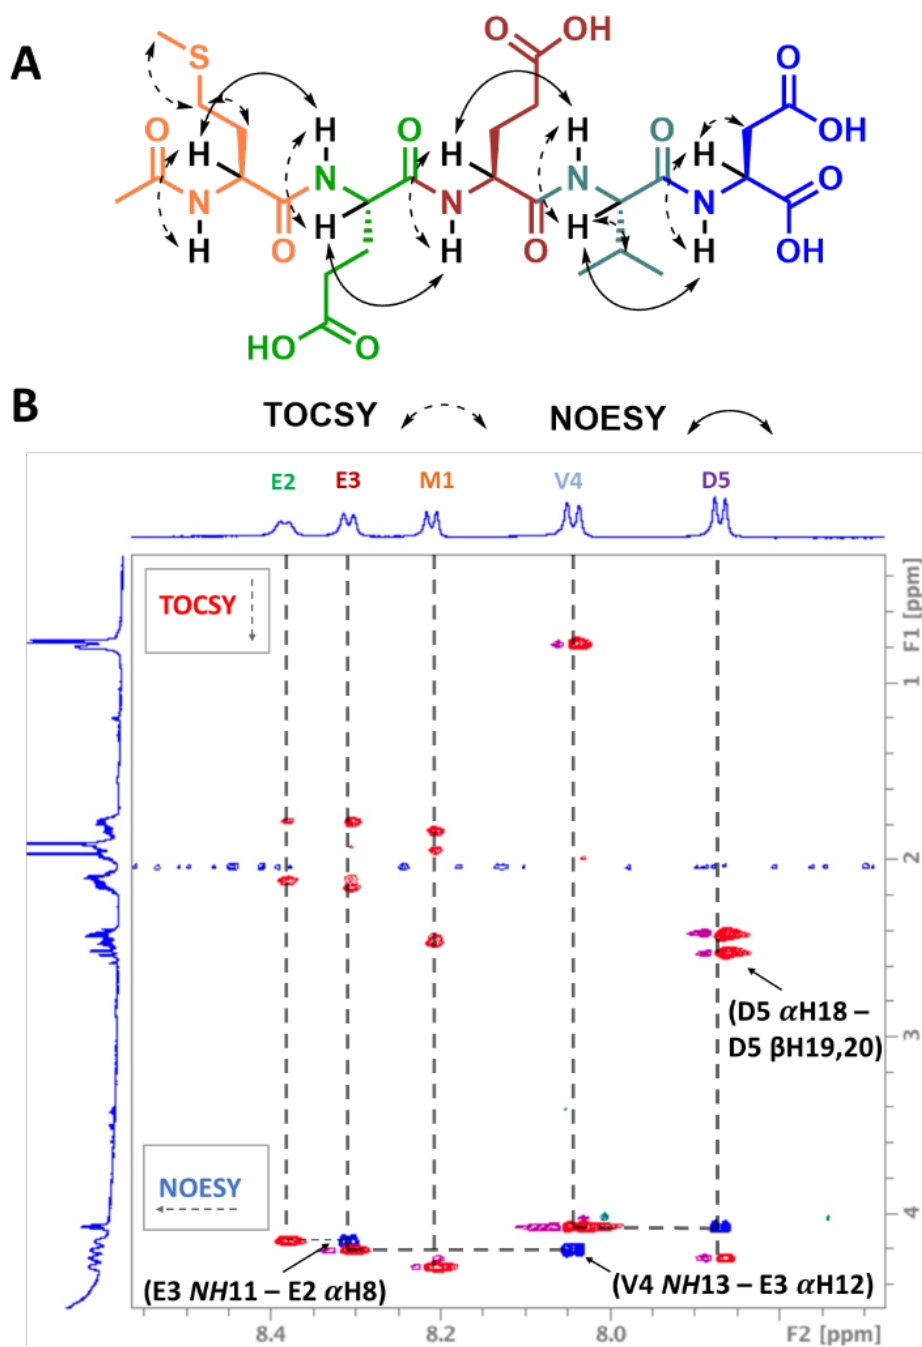 A
S
O
OH
O
O
H
H
N
O
H
H
N
O
OH
O
N
H
O
H
N
H
O
H
N
H
O
OH
HO
O
B
TOCSY
NOESY
E2
E3
M1
V4
D5
TOCSY
F1 [ppm]
1
2
3
4
(D5 αH18 –
D5 βH19,20)
NOESY
(E3 NH11 – E2 αH8)
(V4 NH13 – E3 αH12)
8.4
8.2
8.0
F2 [ppm]